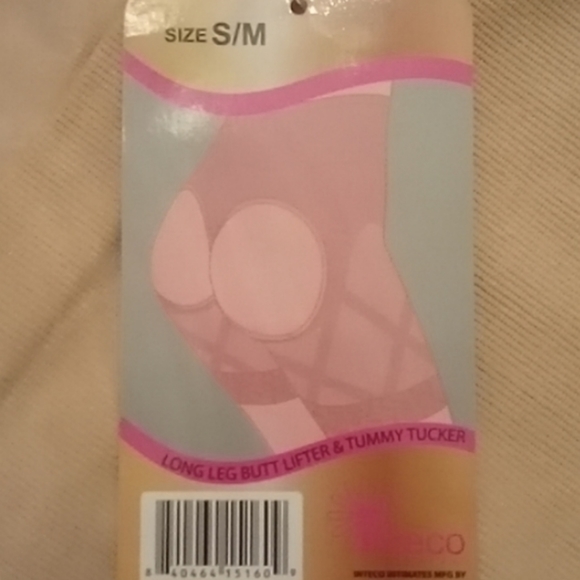 SIZE S/M
LONG LEG BUTT LIFTER & TUMMY TUCKER
8 40464 15160 9
INTIMATES MFG BY